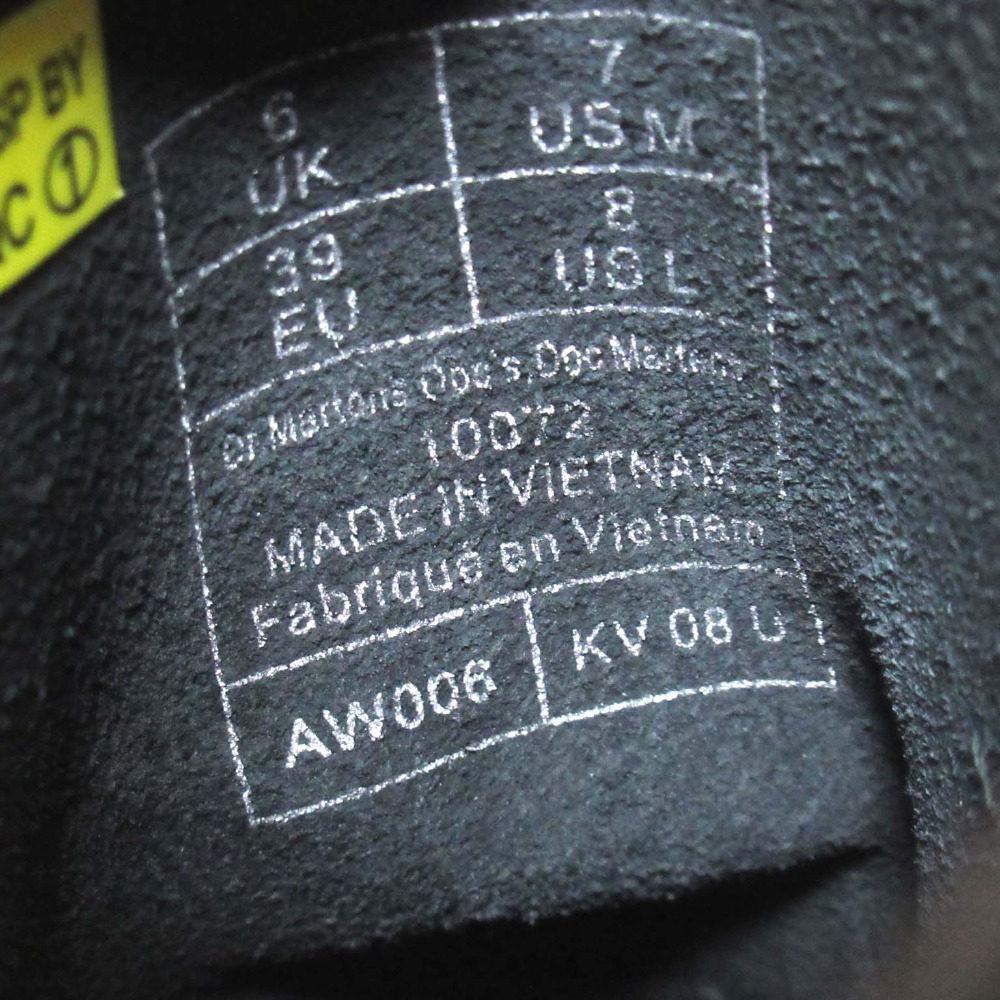 SP BY
C ①
6
UK
7
US M
39
EU
8
US L
Dr Martens Doc's Doc Martens
10072
MADE IN VIETNAM
Fabriqué en Vietnam
AW006
KV 08 U